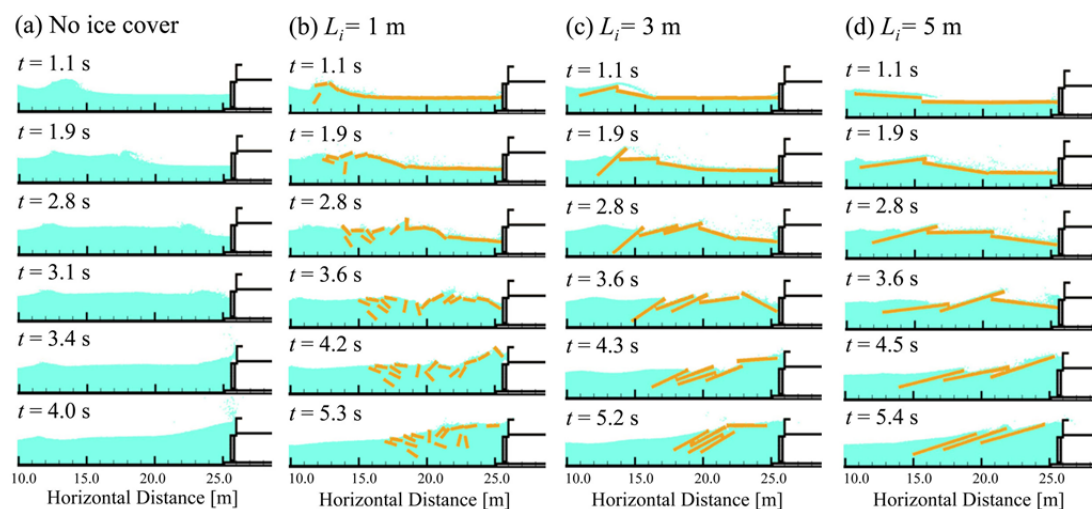 (a) No ice cover
t = 1.1 s
t = 1.9 s
t = 2.8 s
t = 3.1 s
t = 3.4 s
t = 4.0 s
10.0 15.0 20.0 25.0
Horizontal Distance [m]
(b) Li= 1 m
t = 1.1 s
t = 1.9 s
t = 2.8 s
t = 3.6 s
t = 4.2 s
t = 5.3 s
10.0 15.0 20.0 25.0
Horizontal Distance [m]
(c) Li= 3 m
t = 1.1 s
t = 1.9 s
t = 2.8 s
t = 3.6 s
t = 4.3 s
t = 5.2 s
10.0 15.0 20.0 25.0
Horizontal Distance [m]
(d) Li= 5 m
t = 1.1 s
t = 1.9 s
t = 2.8 s
t = 3.6 s
t = 4.5 s
t = 5.4 s
10.0 15.0 20.0 25.0
Horizontal Distance [m]